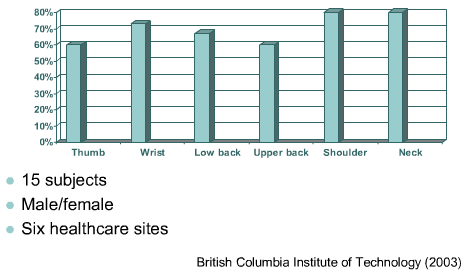 80%
70%
60%
50%
40%
30%
20%
10%
0%
Thumb Wrist Low back Upper back Shoulder Neck
15 subjects
Male/female
Six healthcare sites
British Columbia Institute of Technology (2003)